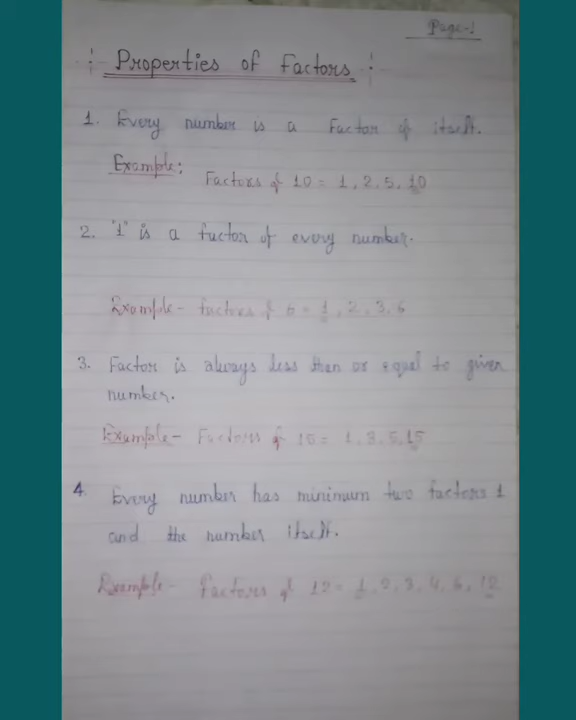 Page-1
Properties of Factors
1. Every number is a Factor of itself.
Example:
Factors of 10 = 1, 2, 5, 10
2. "1" is a factor of every number.
Example - factors of 6 = 1, 2, 3, 6
3. Factor is always less than or equal to given
number.
Example - Factors of 15 = 1, 3, 5, 15
4. Every number has minimum two factors 1
and the number itself.
Example - Factors of 12 = 1, 2, 3, 4, 6, 12